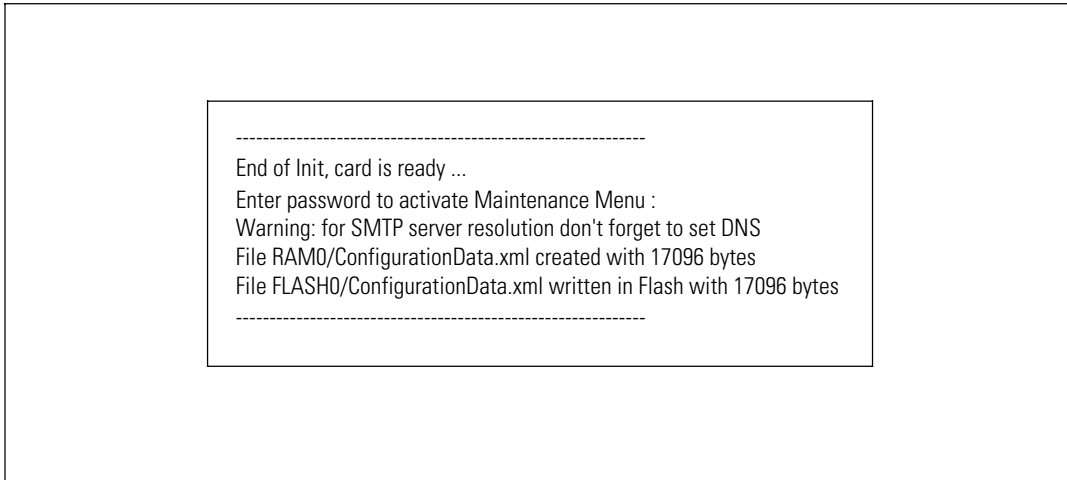 -------------------------------------------------------------
End of Init, card is ready ...
Enter password to activate Maintenance Menu :
Warning: for SMTP server resolution don't forget to set DNS
File RAM0/ConfigurationData.xml created with 17096 bytes
File FLASH0/ConfigurationData.xml written in Flash with 17096 bytes
-------------------------------------------------------------